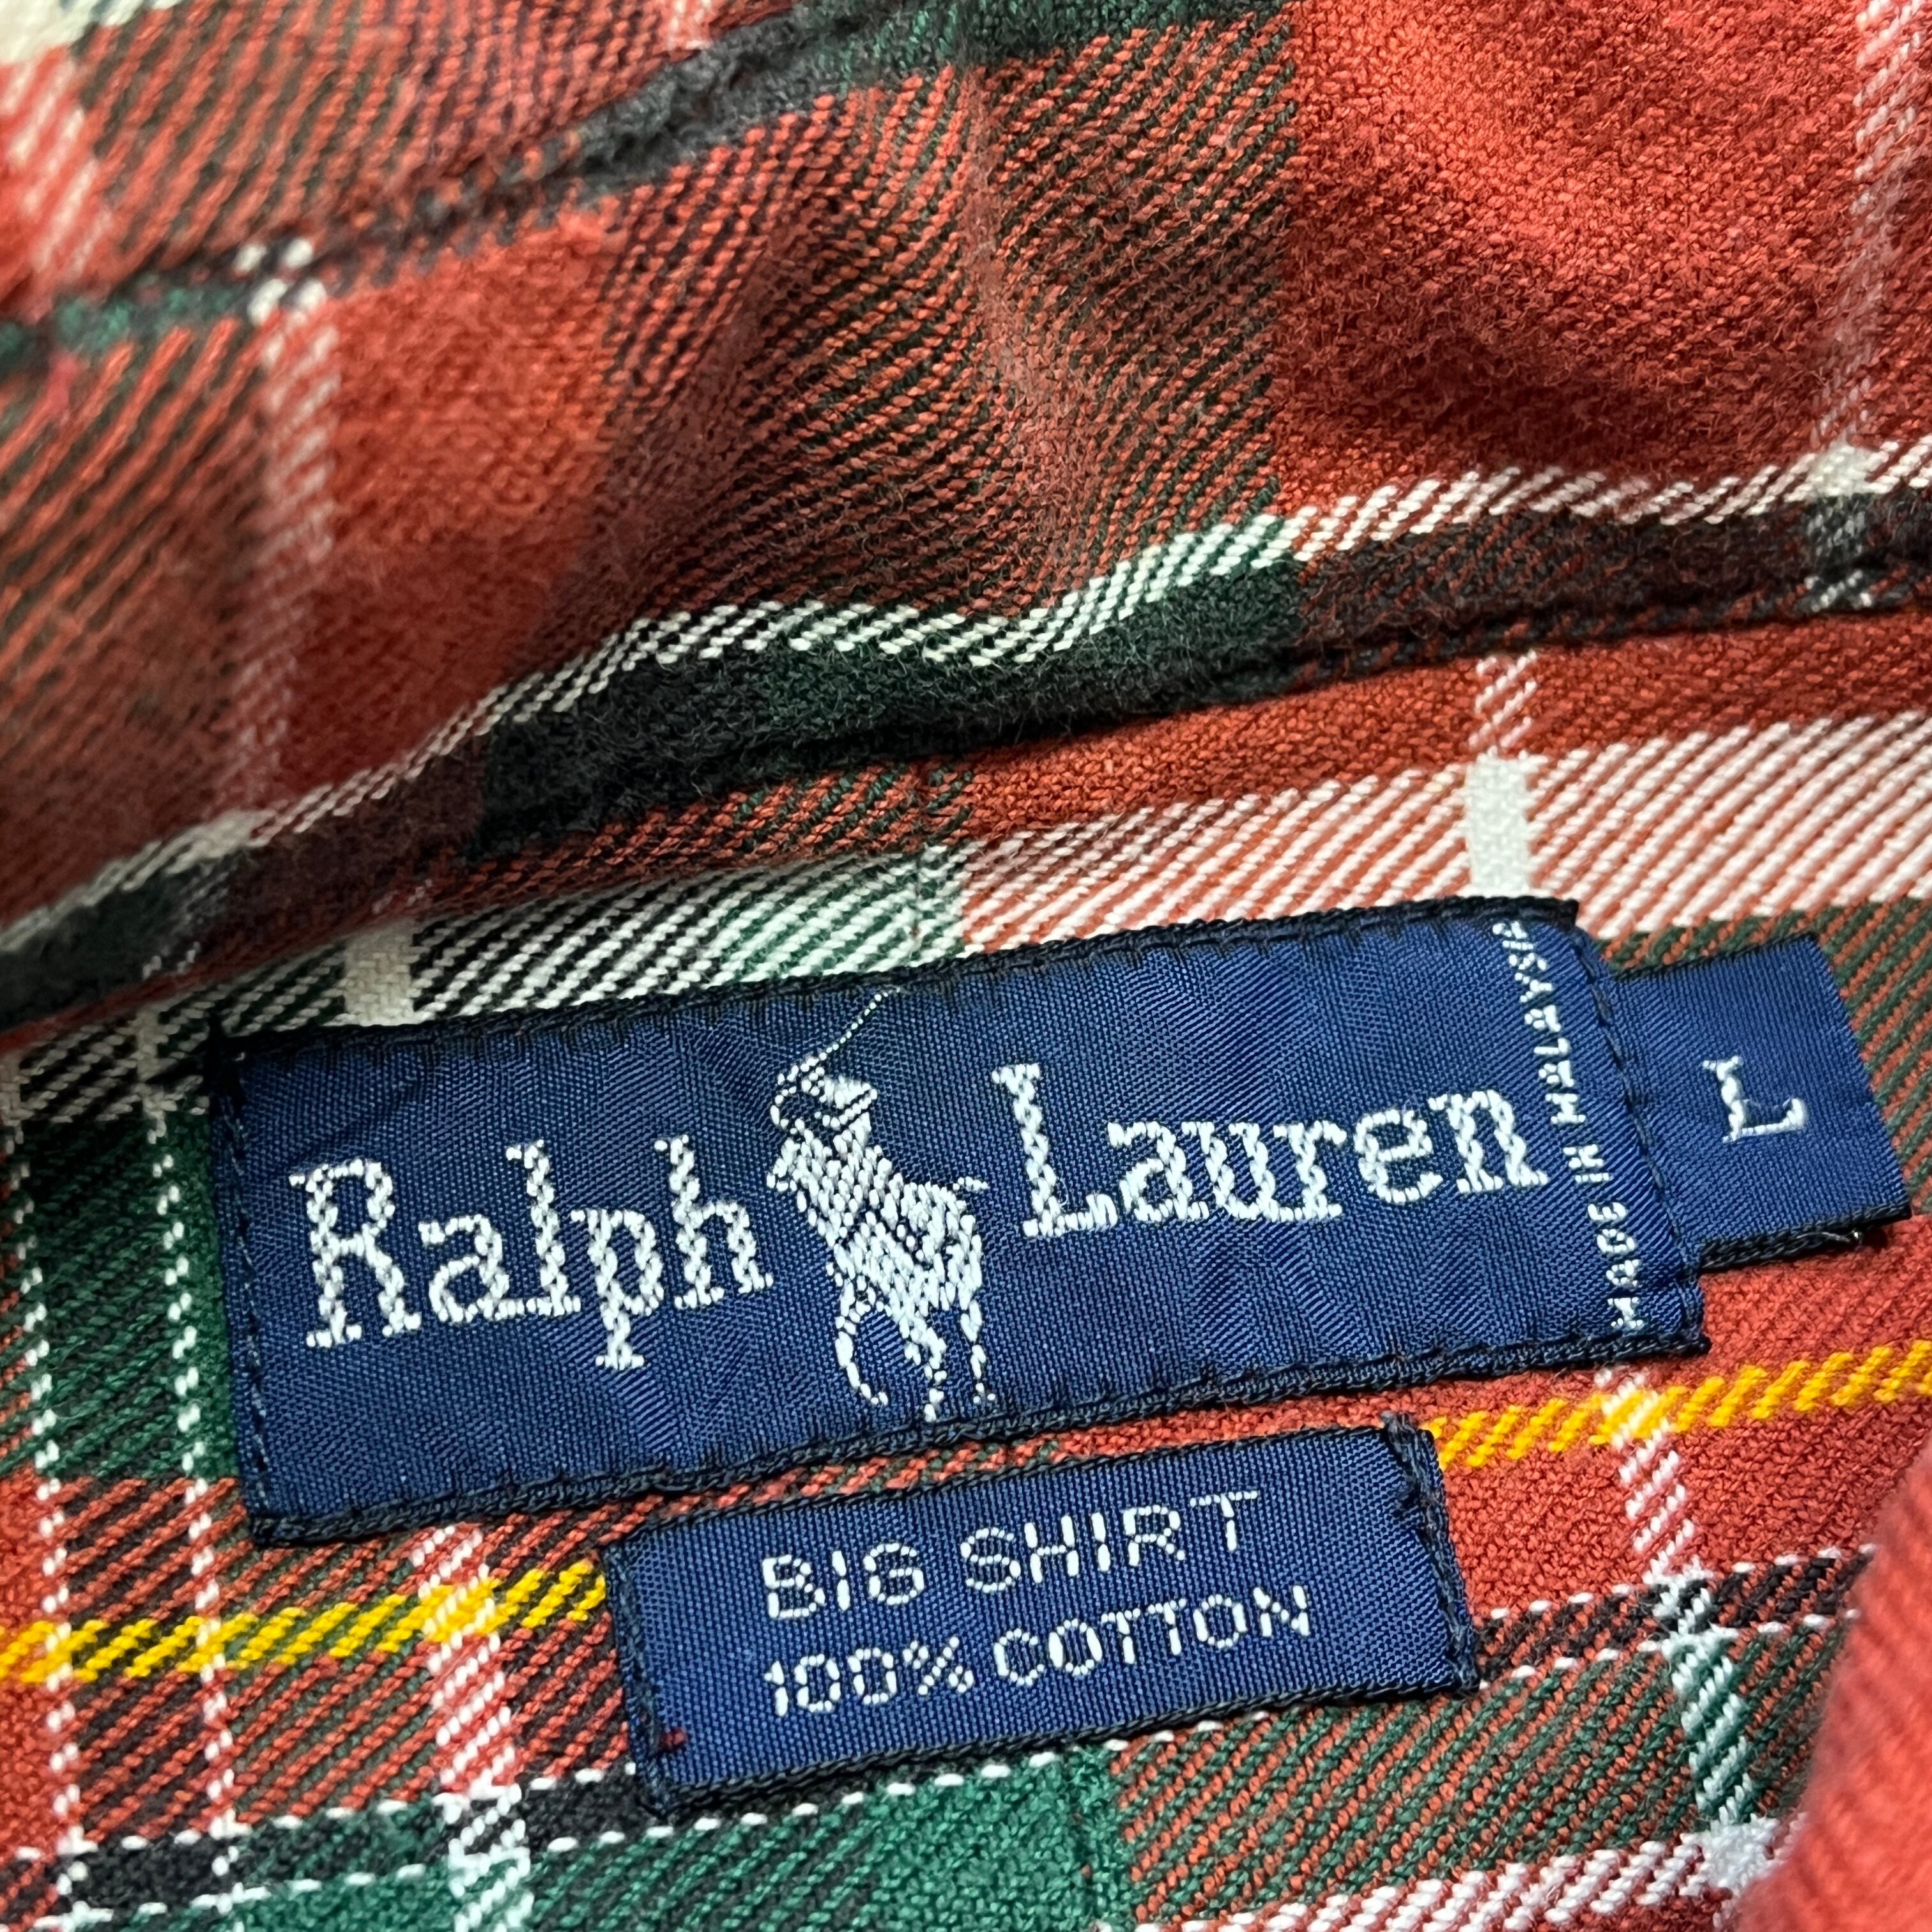 Ralph Lauren
MADE IN MALAYSIA
L
BIG SHIRT
100% COTTON